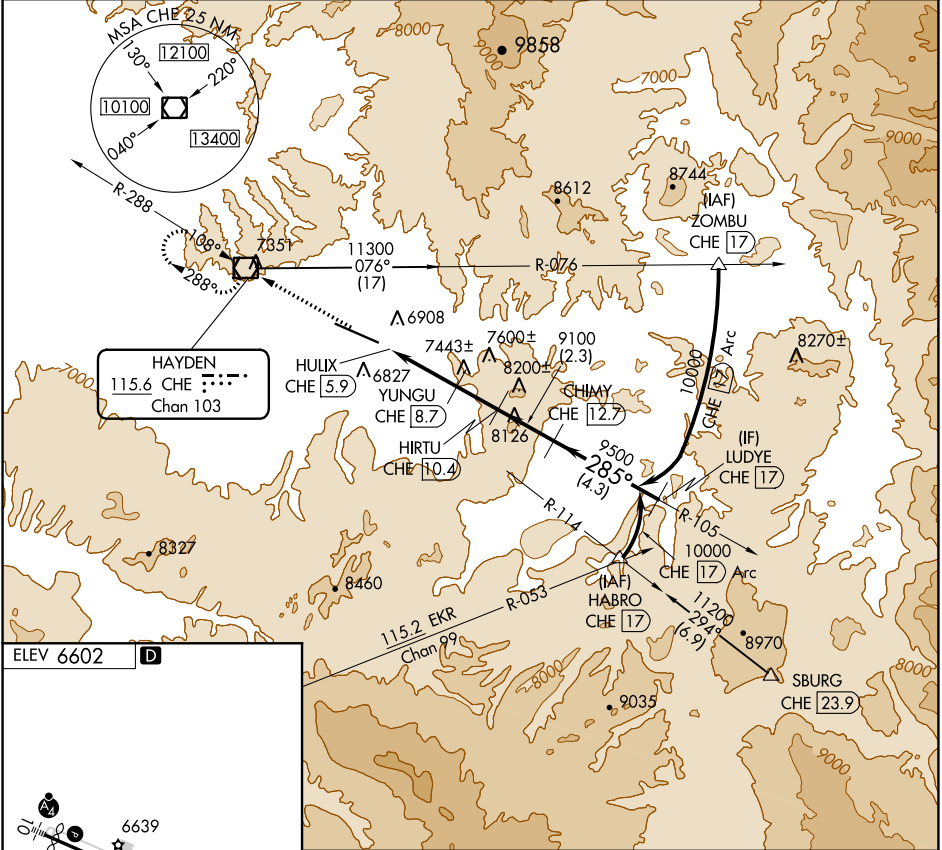 MSA CHE 25 NM
130°
12100
220°
10100
040°
13400
8000
9858
7000
9000
R-288
108°
7351
288°
11300
076°
(17)
R-076
8612
8744
(IAF)
ZOMBU
CHE 17
6908
HAYDEN
115.6 CHE
Chan 103
HULIX
CHE 5.9
6827
7443±
7600±
8200±
9100
(2.3)
YUNGU
CHE 8.7
CHIMY
CHE 12.7
8126
HIRTU
CHE 10.4
10000
CHE 17 Arc
8270±
9500
285°
(4.3)
(IF)
LUDYE
CHE 17
R-105
R-114
10000
CHE 17 Arc
(IAF)
HABRO
CHE 17
7000
8327
8460
R-053
115.2 EKR
Chan 99
11200
294°
(6.9)
8970
SBURG
CHE 23.9
8000
8000
9035
9000
ELEV 6602
D
A4
10
P
6639